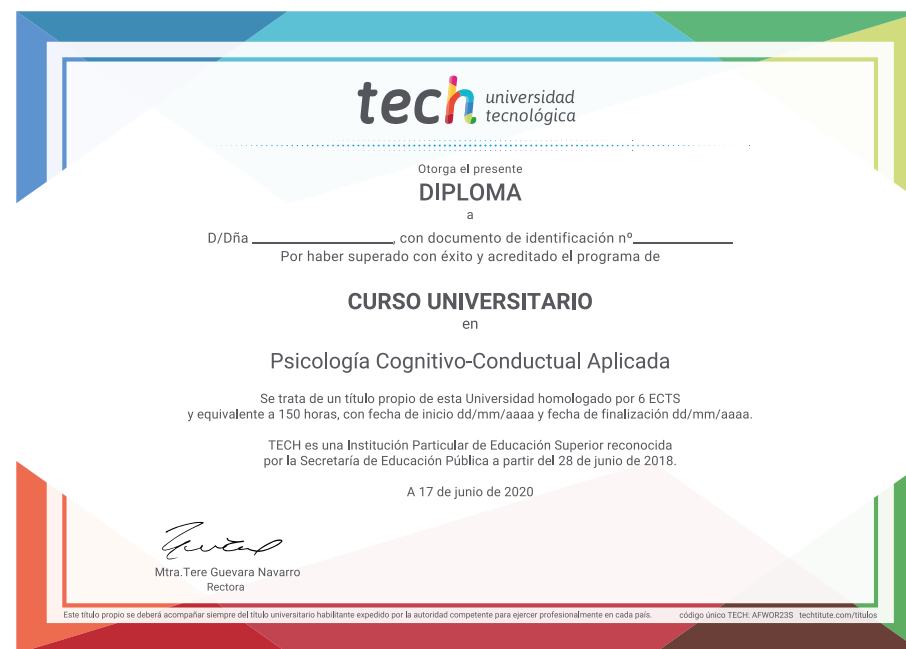 tech universidad
tecnológica
Otorga el presente
DIPLOMA
a
D/Dña ____________________, con documento de identificación nº______________
Por haber superado con éxito y acreditado el programa de
CURSO UNIVERSITARIO
en
Psicología Cognitivo-Conductual Aplicada
Se trata de un título propio de esta Universidad homologado por 6 ECTS
y equivalente a 150 horas, con fecha de inicio dd/mm/aaaa y fecha de finalización dd/mm/aaaa.
TECH es una Institución Particular de Educación Superior reconocida
por la Secretaría de Educación Pública a partir del 28 de junio de 2018.
A 17 de junio de 2020
Mtra.Tere Guevara Navarro
Rectora
Este título propio se deberá acompañar siempre del título universitario habilitante expedido por la autoridad competente para ejercer profesionalmente en cada país. código único TECH: AFWOR23S techtitute.com/titulos